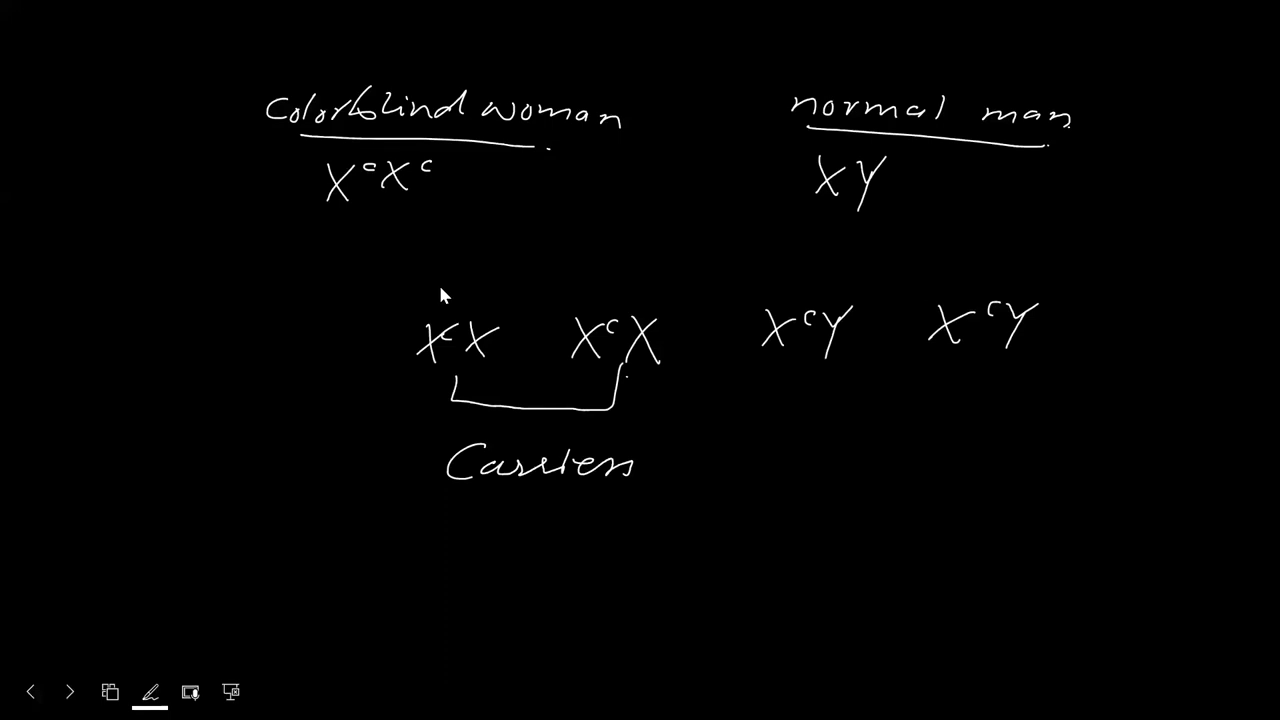 colorblind woman normal man
XᶜXᶜ XY
XᶜX XᶜX XᶜY XᶜY
Carriers